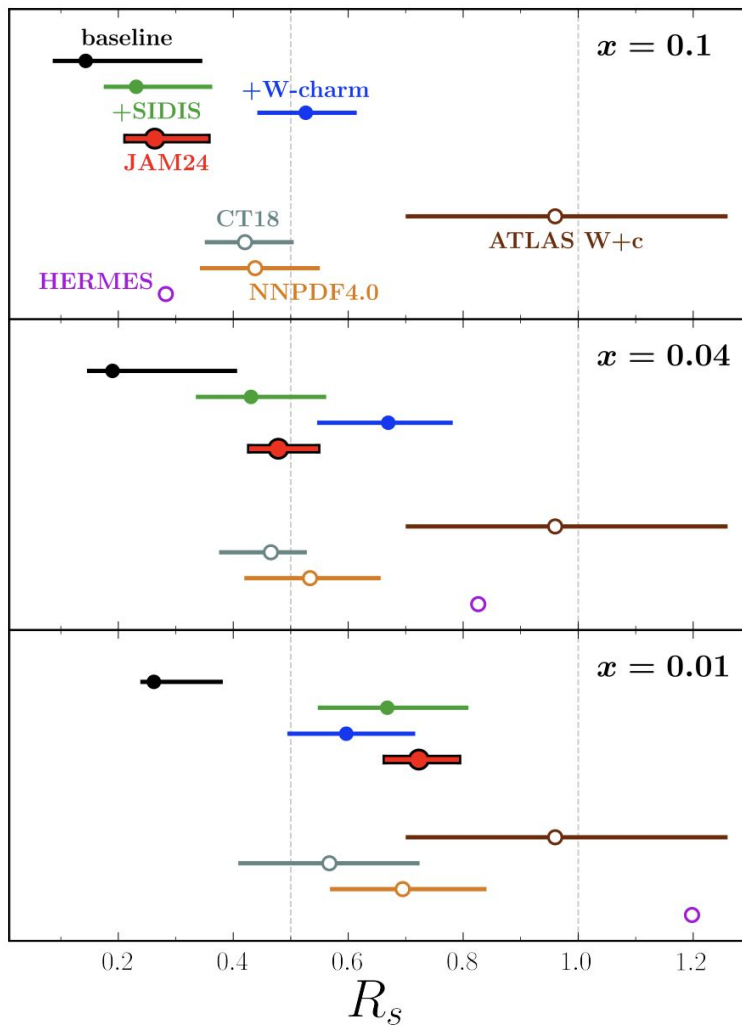 baseline
x = 0.1
+W-charm
+SIDIS
JAM24
CT18
ATLAS W+c
HERMES
NNPDF4.0
x = 0.04
x = 0.01
0.2 0.4 0.6 0.8 1.0 1.2
R_s